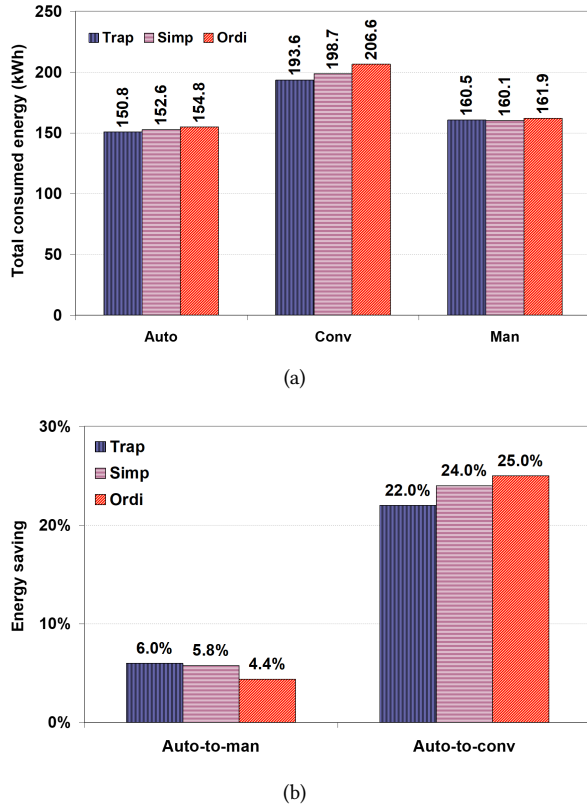 250
Trap Simp Ordi
206.6
198.7
193.6
200
160.5
160.1
161.9
150.8
152.6
154.8
150
100
50
0
Total consumed energy (kWh)
Auto Conv Man
(a)
30%
Trap
Simp
Ordi
25.0%
24.0%
22.0%
20%
10%
6.0%
5.8%
4.4%
0%
Energy saving
Auto-to-man Auto-to-conv
(b)